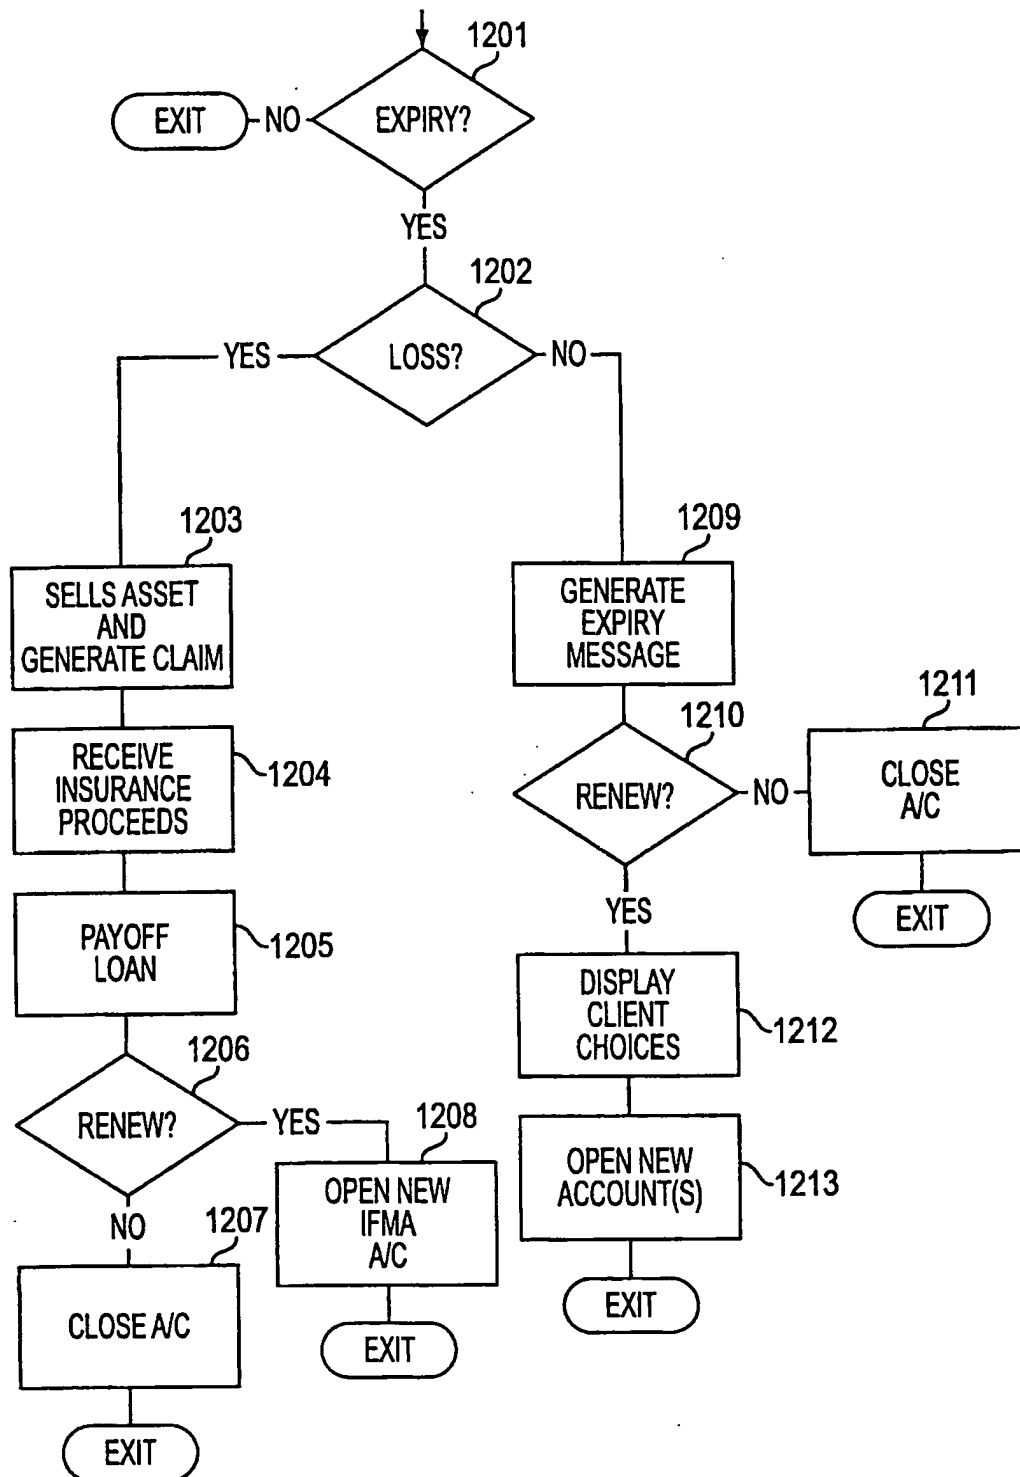 1201
EXPIRY?
NO
EXIT
YES
1202
LOSS?
YES
NO
1203
SELLS ASSET
AND
GENERATE CLAIM
1204
RECEIVE
INSURANCE
PROCEEDS
1205
PAYOFF
LOAN
1206
RENEW?
YES
1208
OPEN NEW
IFMA
A/C
EXIT
NO
1207
CLOSE A/C
EXIT
1209
GENERATE
EXPIRY
MESSAGE
1210
RENEW?
NO
1211
CLOSE
A/C
EXIT
YES
DISPLAY
CLIENT
CHOICES
1212
OPEN NEW
ACCOUNT(S)
1213
EXIT